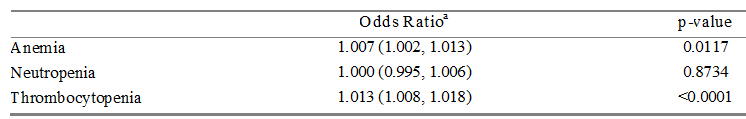 Odds Ratioª p-value
Anemia 1.007 (1.002, 1.013) 0.0117
Neutropenia 1.000 (0.995, 1.006) 0.8734
Thrombocytopenia 1.013 (1.008, 1.018) <0.0001